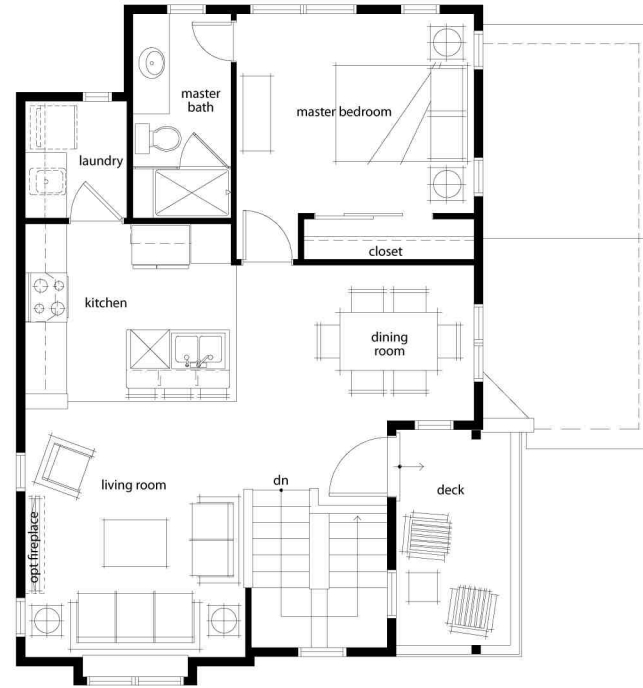 master
bath
master bedroom
laundry
closet
kitchen
dining
room
living room
dn
deck
opt fireplace